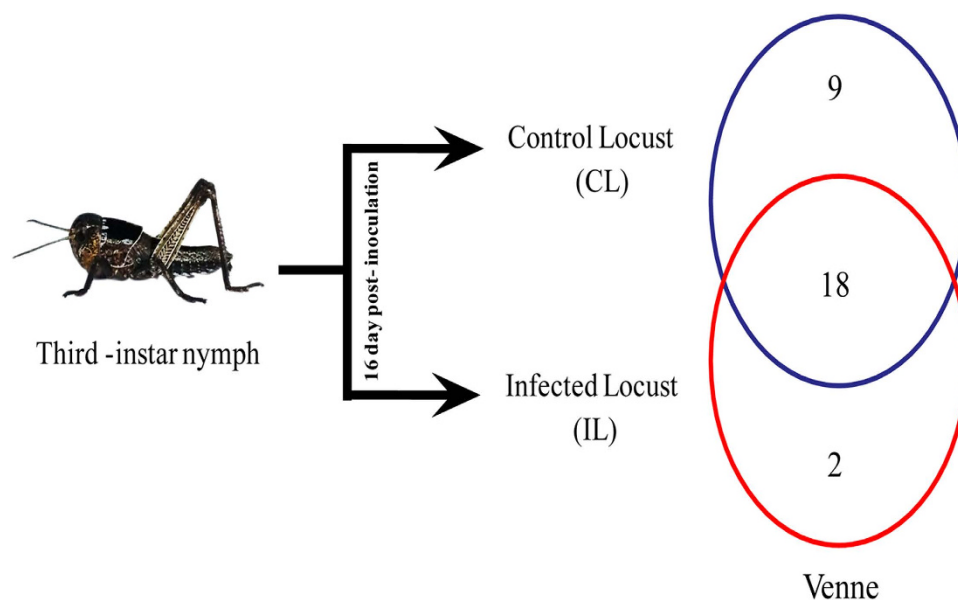 Third -instar nymph
16 day post-inoculation
Control Locust
(CL)
Infected Locust
(IL)
9
18
2
Venne